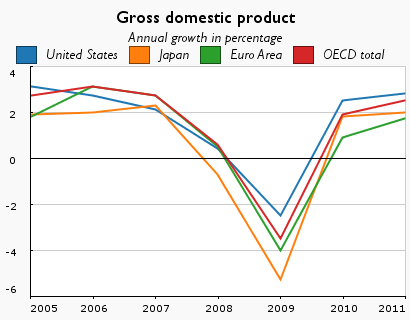 Gross domestic product
Annual growth in percentage
United States Japan Euro Area OECD total
4
2
0
-2
-4
-6
2005 2006 2007 2008 2009 2010 2011